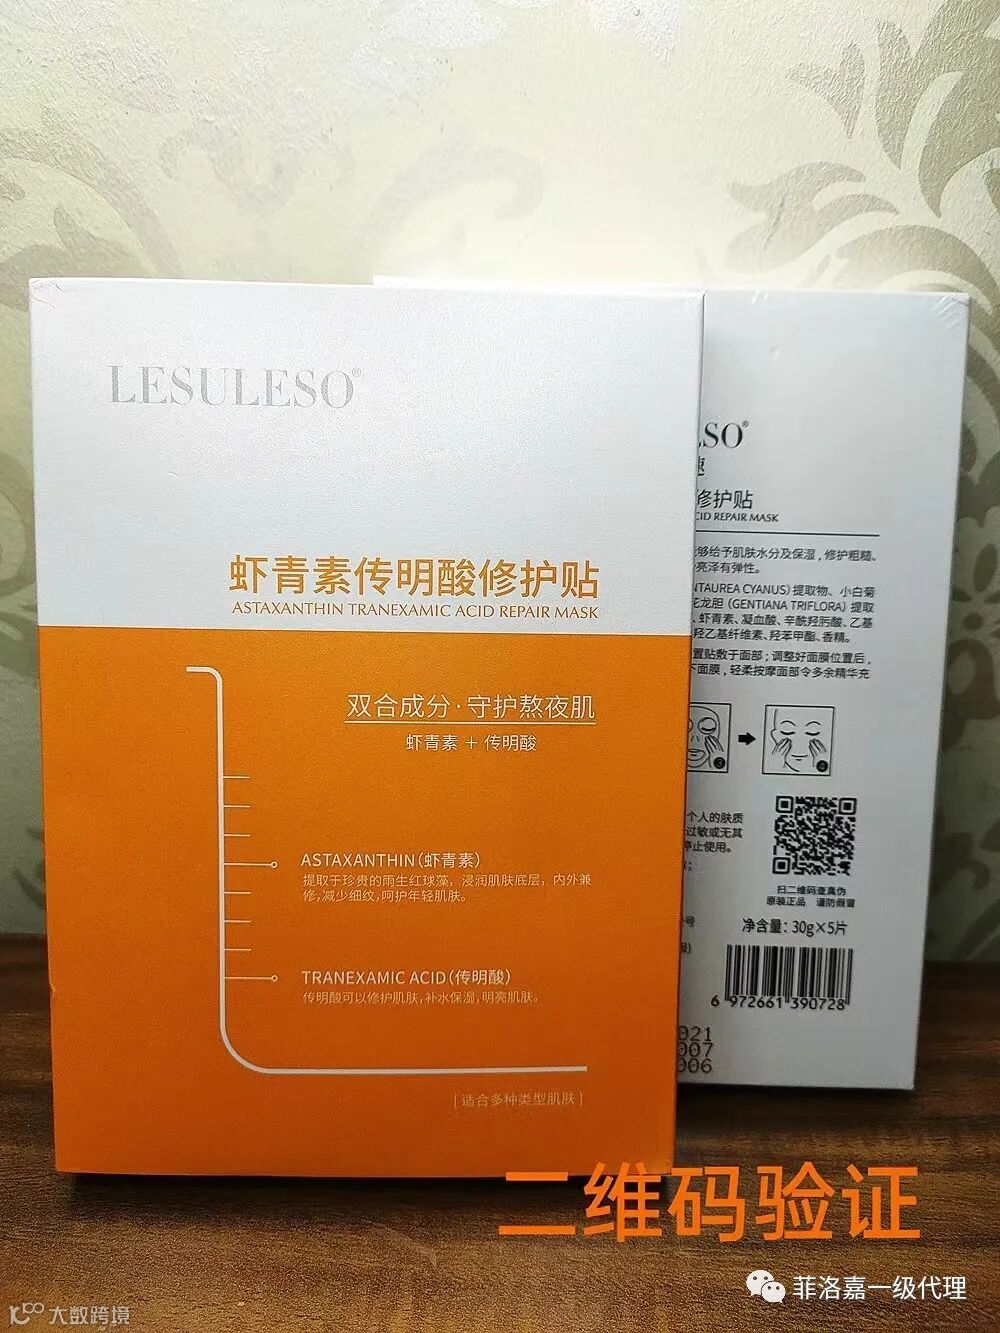 LESULESO®
虾青素传明酸修护贴
ASTAXANTHIN TRANEXAMIC ACID REPAIR MASK
双合成分·守护熬夜肌
虾青素 + 传明酸
ASTAXANTHIN(虾青素)
提取于珍贵的雨生红球藻，浸润肌肤底层，内外兼
修,减少细纹,呵护年轻肌肤。
TRANEXAMIC ACID(传明酸)
传明酸可以修护肌肤,补水保湿,明亮肌肤。
[适合多种类型肌肤]
SO®
修护贴
CID REPAIR MASK
够给予肌肤水分及保湿，修护粗糙、
亮泽有弹性。
NTAUREA CYANUS）提取物、小白菊
花龙胆（GENTIANA TRIFLORA）提取
、虾青素、凝血酸、辛酰羟肟酸、乙基
羟乙基纤维素、羟苯甲酯、香精。
置贴敷于面部；调整好面膜位置后，
下面膜，轻柔按摩面部令多余精华充
3
4
个人的肤质
过敏或无其
停止使用。
扫二维码查真伪
原装正品 谨防假冒
净含量：30g×5片
6 972661 390728
021
007
006
二维码验证
菲洛嘉一级代理
大数跨境